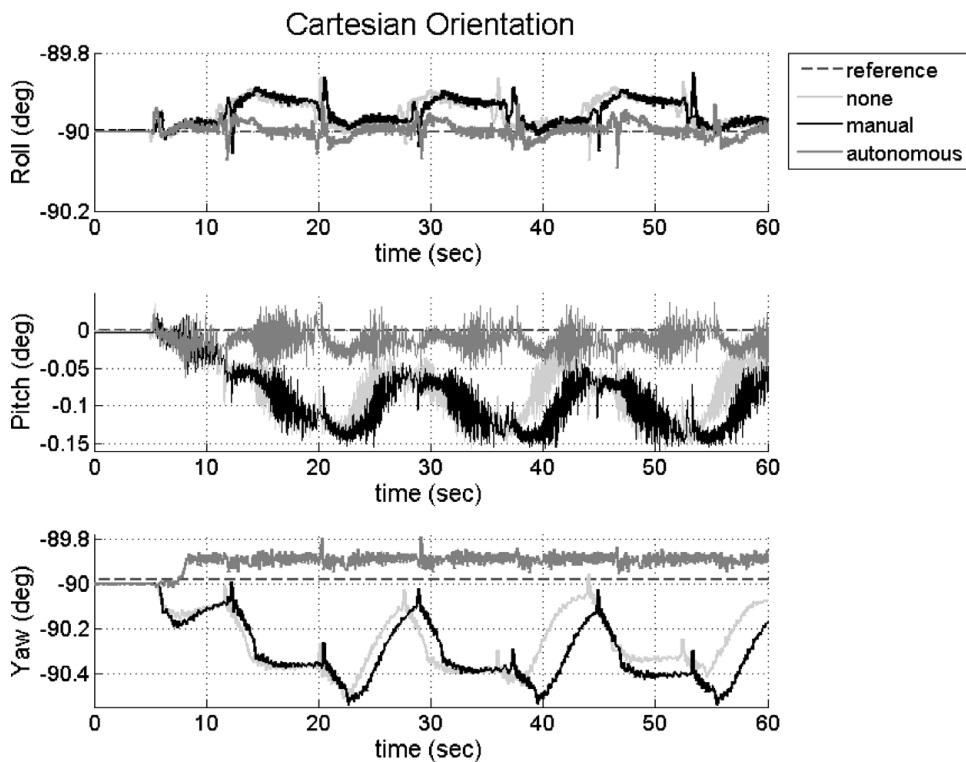 Cartesian Orientation
-89.8
-90
-90.2
Roll (deg)
0 10 20 30 40 50 60
time (sec)
reference
none
manual
autonomous
0
-0.05
-0.1
-0.15
Pitch (deg)
0 10 20 30 40 50 60
time (sec)
-89.8
-90
-90.2
-90.4
Yaw (deg)
0 10 20 30 40 50 60
time (sec)